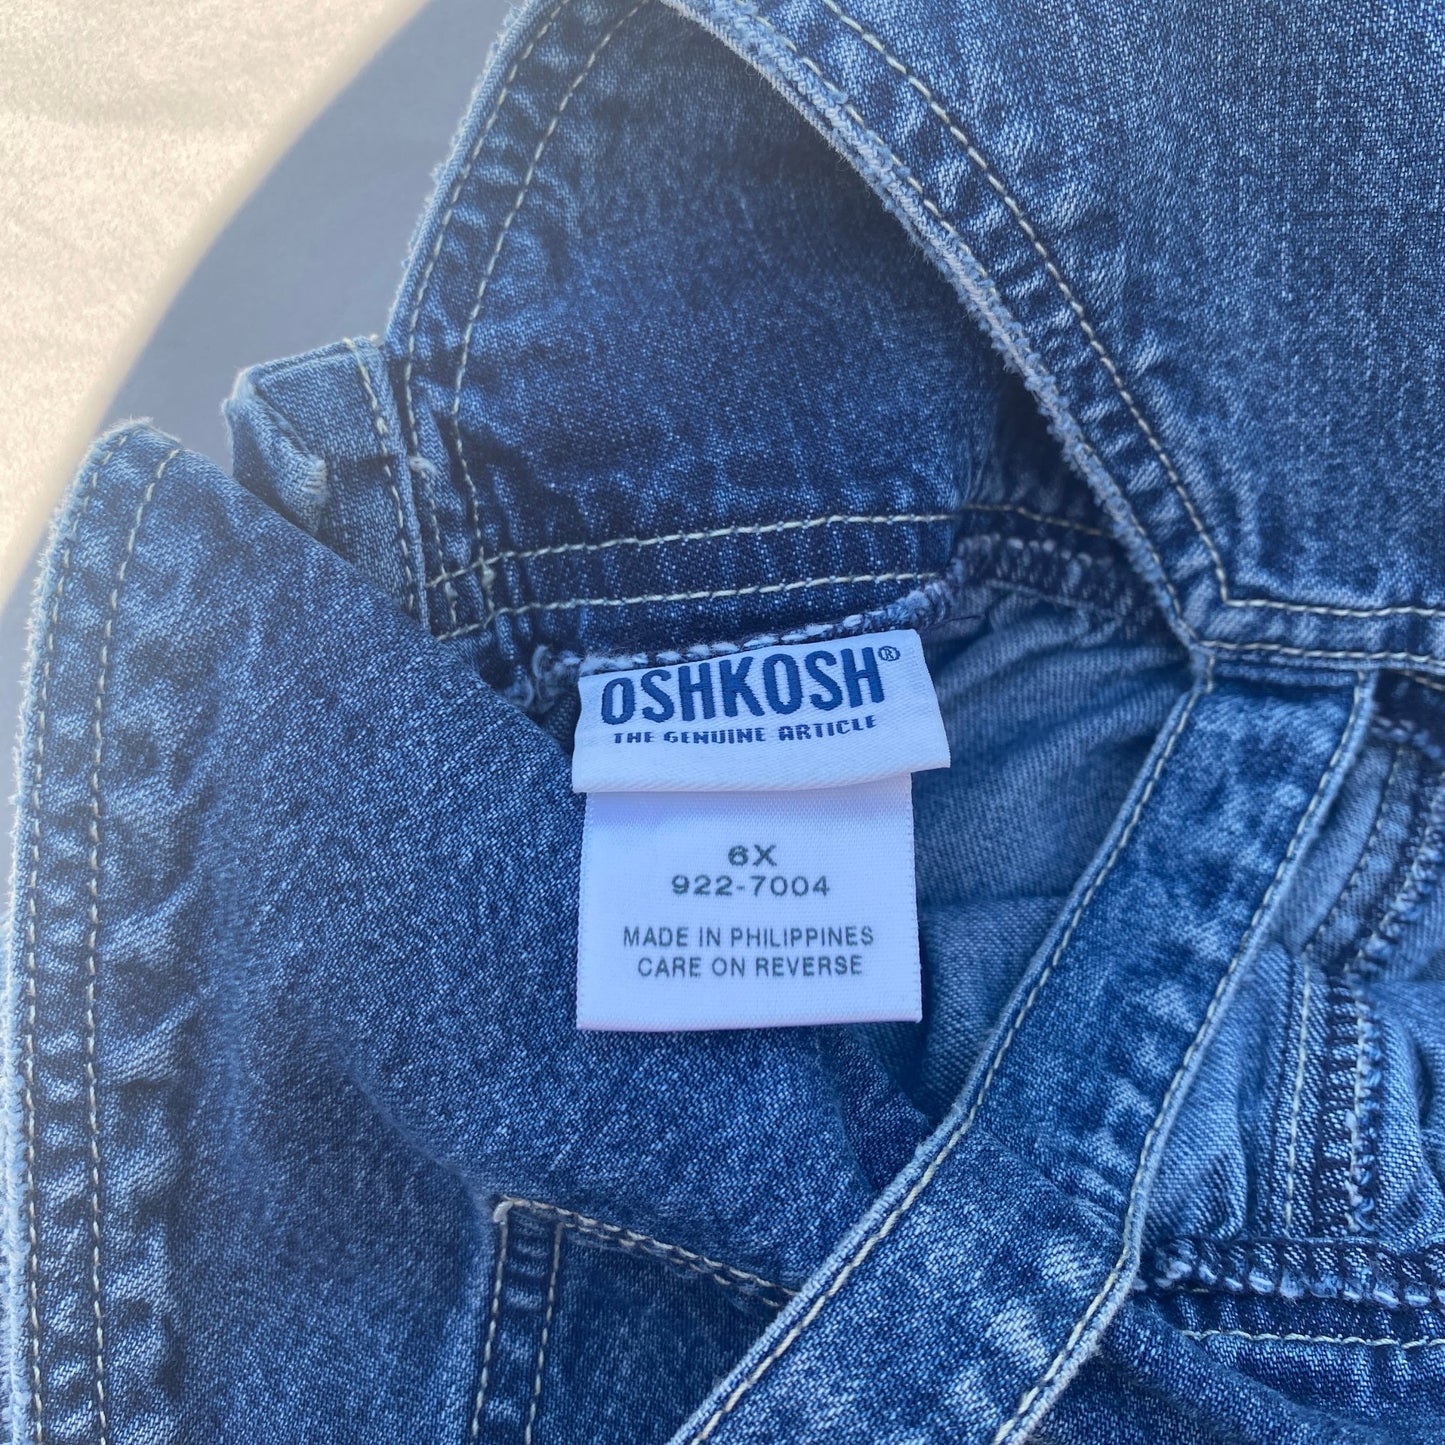 OSHKOSH®
THE GENUINE ARTICLE
6X
922-7004
MADE IN PHILIPPINES
CARE ON REVERSE